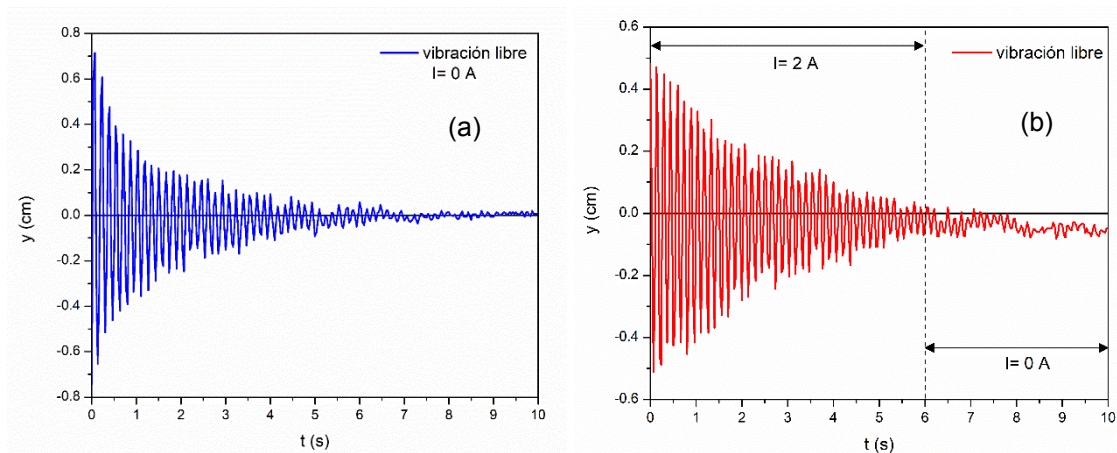 0.8
0.6
0.4
0.2
0.0
-0.2
-0.4
-0.6
-0.8
y (cm)
vibración libre
I= 0 A
(a)
0 1 2 3 4 5 6 7 8 9 10
t (s)
0.6
0.4
0.2
0.0
-0.2
-0.4
-0.6
y (cm)
I= 2 A
vibración libre
(b)
I= 0 A
0 1 2 3 4 5 6 7 8 9 10
t (s)